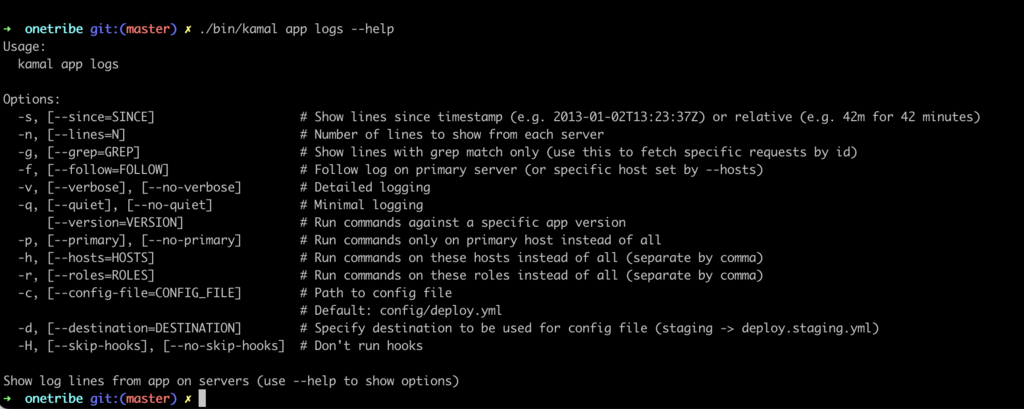 ➜  onetribe git:(master) ✗ ./bin/kamal app logs --help
Usage:
  kamal app logs

Options:
  -s, [--since=SINCE]                    # Show lines since timestamp (e.g. 2013-01-02T13:23:37Z) or relative (e.g. 42m for 42 minutes)
  -n, [--lines=N]                        # Number of lines to show from each server
  -g, [--grep=GREP]                      # Show lines with grep match only (use this to fetch specific requests by id)
  -f, [--follow=FOLLOW]                  # Follow log on primary server (or specific host set by --hosts)
  -v, [--verbose], [--no-verbose]        # Detailed logging
  -q, [--quiet], [--no-quiet]            # Minimal logging
      [--version=VERSION]                # Run commands against a specific app version
  -p, [--primary], [--no-primary]        # Run commands only on primary host instead of all
  -h, [--hosts=HOSTS]                    # Run commands on these hosts instead of all (separate by comma)
  -r, [--roles=ROLES]                    # Run commands on these roles instead of all (separate by comma)
  -c, [--config-file=CONFIG_FILE]        # Path to config file
                                         # Default: config/deploy.yml
  -d, [--destination=DESTINATION]        # Specify destination to be used for config file (staging -> deploy.staging.yml)
  -H, [--skip-hooks], [--no-skip-hooks]  # Don't run hooks

Show log lines from app on servers (use --help to show options)
➜  onetribe git:(master) ✗